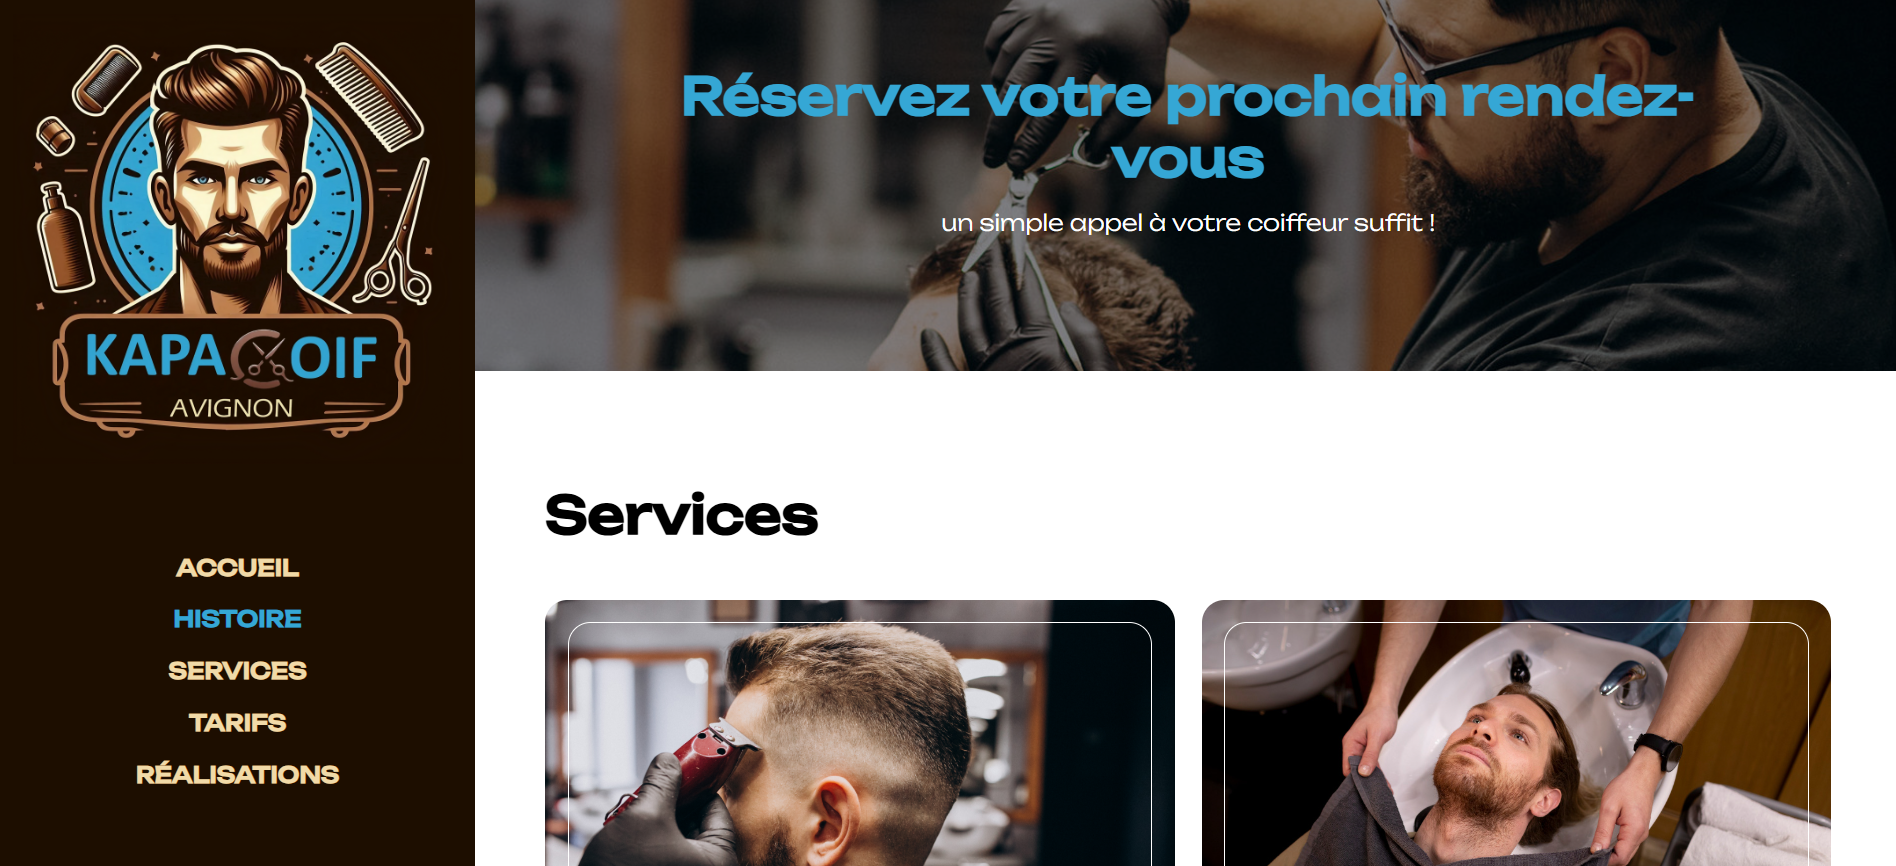 KAPACOIF
AVIGNON
ACCUEIL
HISTOIRE
SERVICES
TARIFS
RÉALISATIONS
Réservez votre prochain rendez-
vous
un simple appel à votre coiffeur suffit !
Services